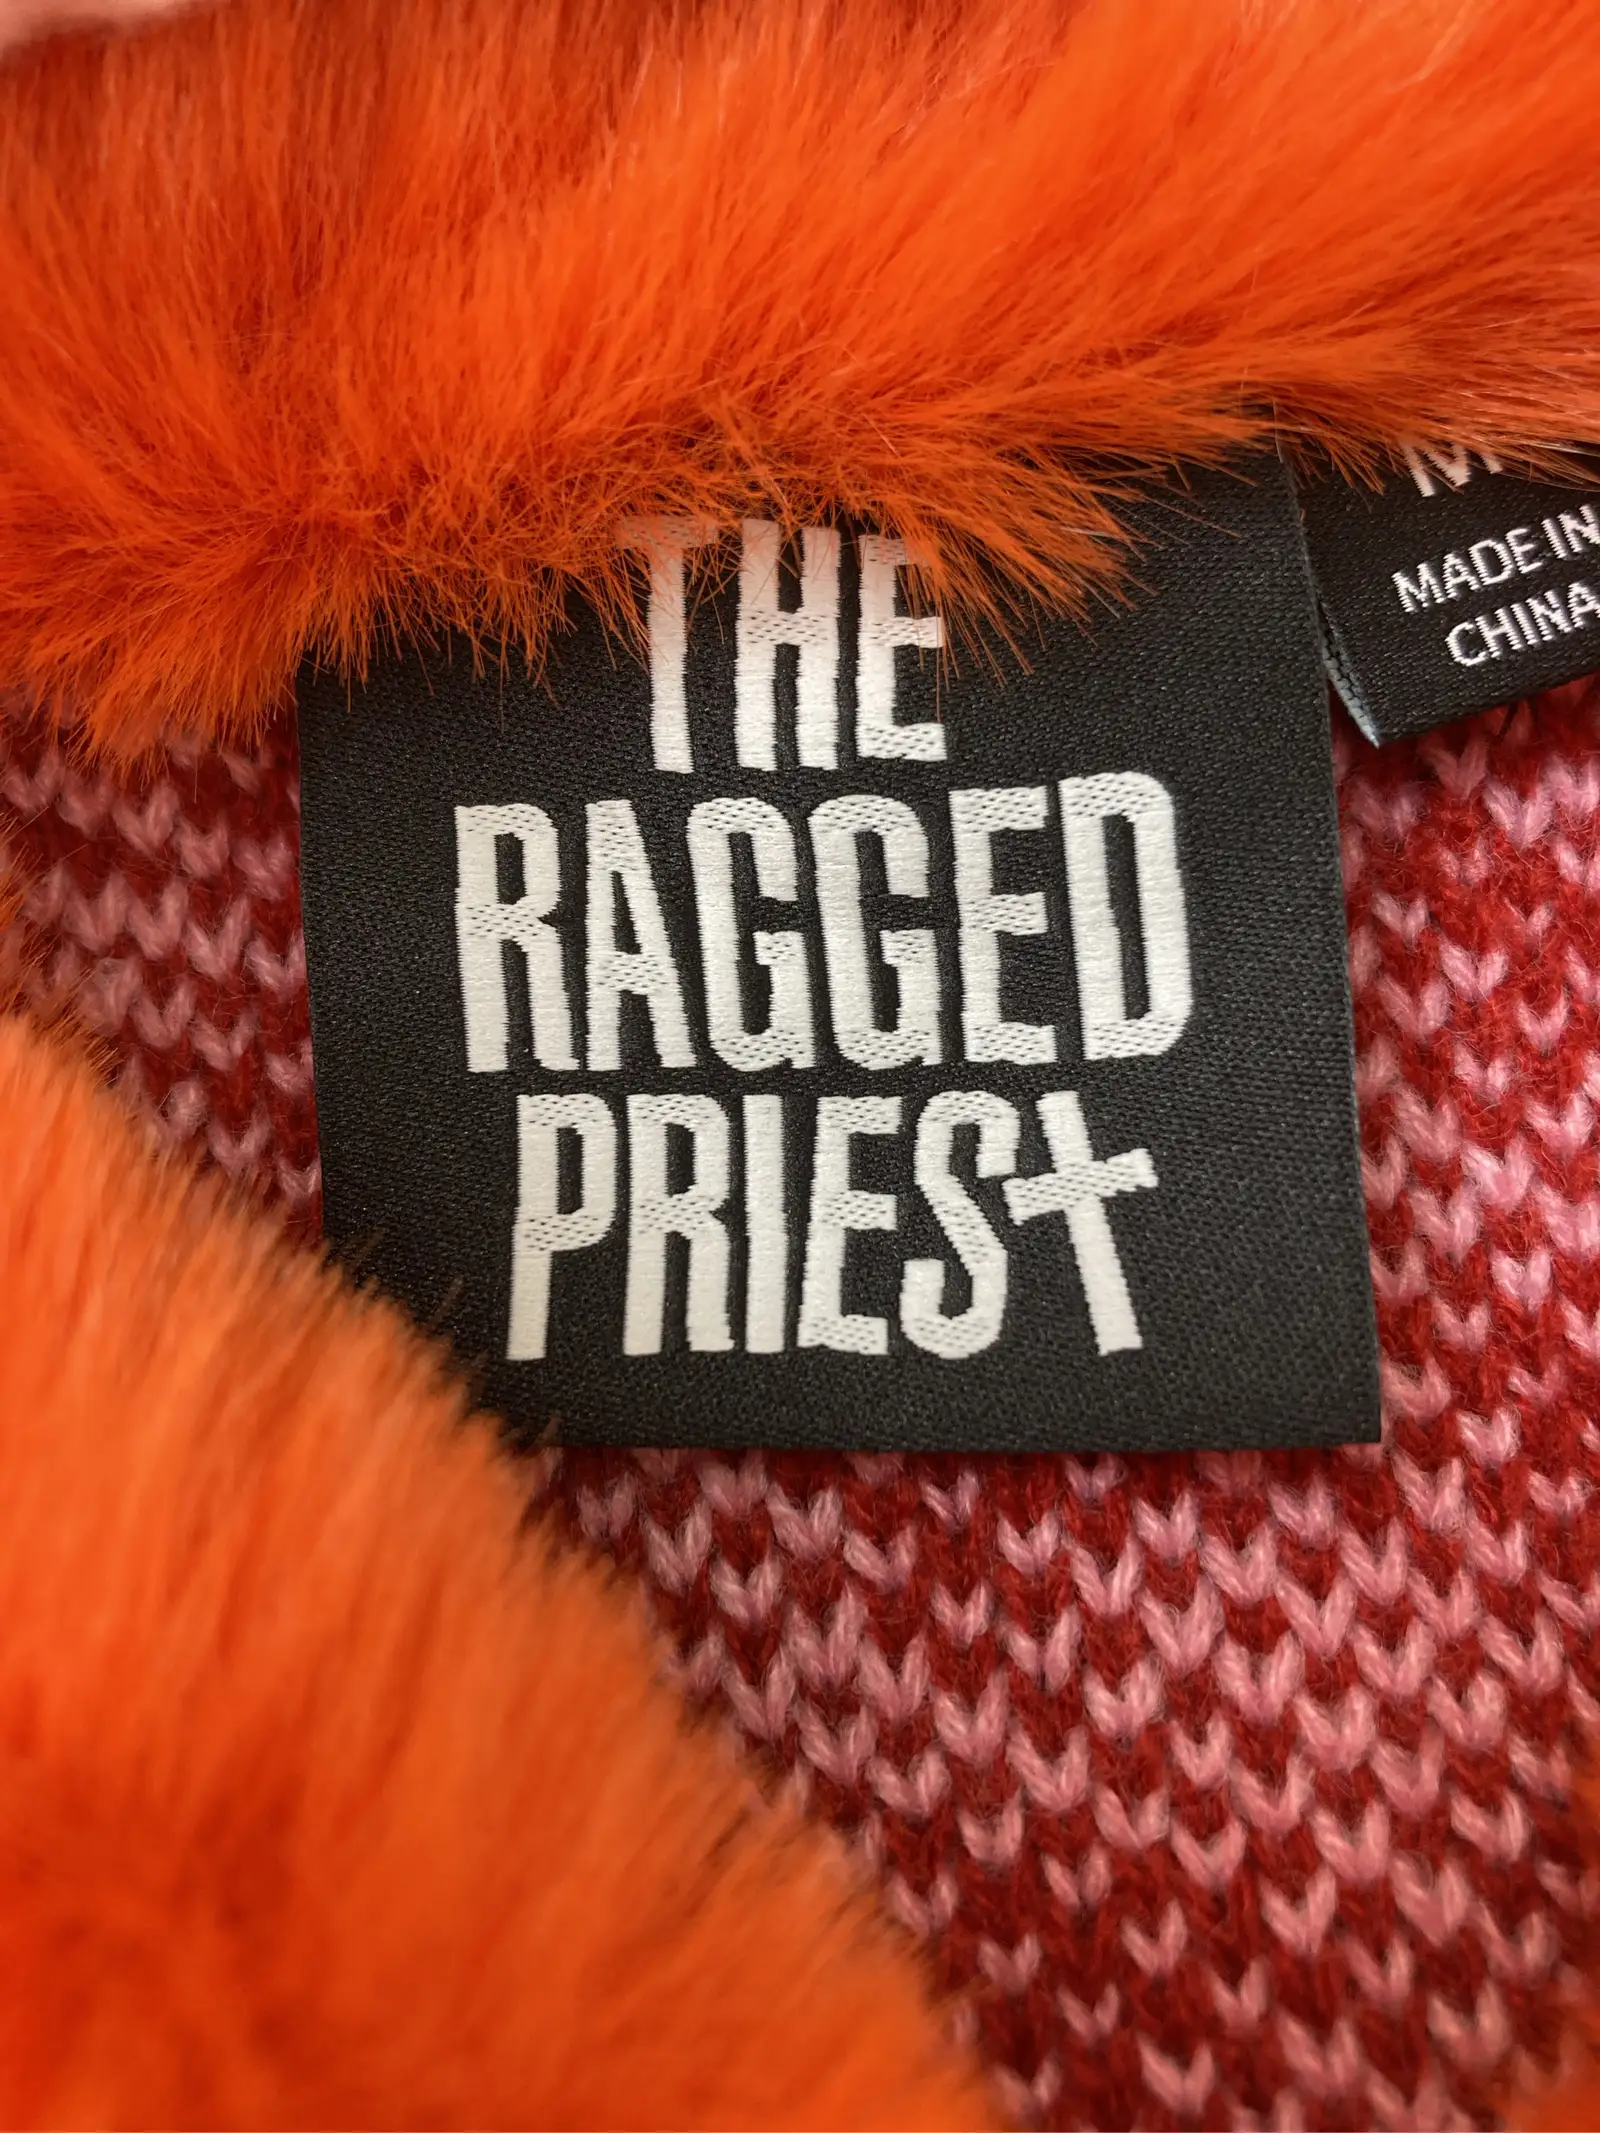 THE
RAGGED
PRIEST
M
MADE IN
CHINA